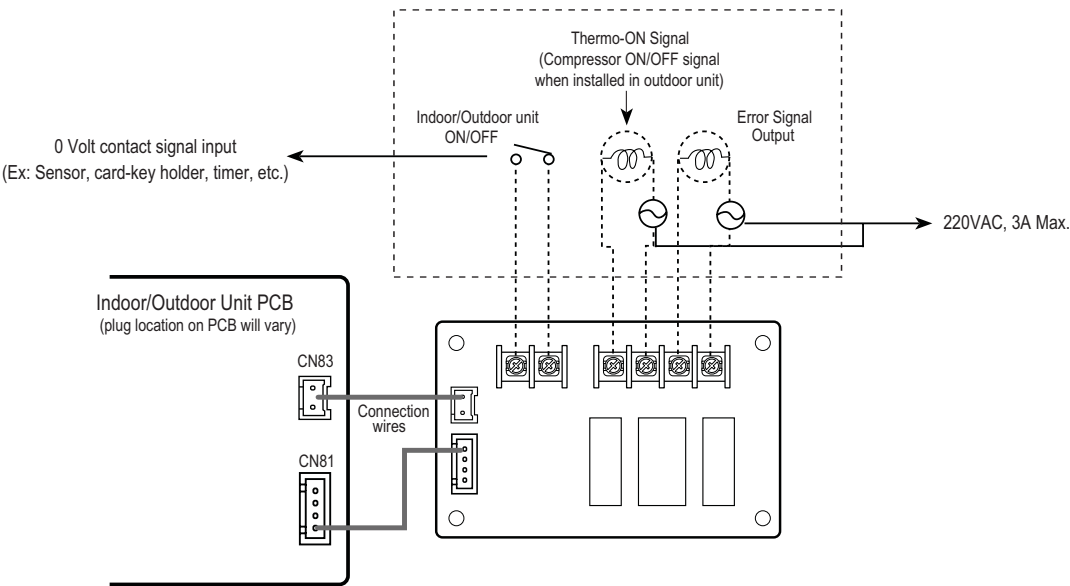 Thermo-ON Signal
(Compressor ON/OFF signal
when installed in outdoor unit)
Indoor/Outdoor unit
ON/OFF
Error Signal
Output
0 Volt contact signal input
(Ex: Sensor, card-key holder, timer, etc.)
220VAC, 3A Max.
Indoor/Outdoor Unit PCB
(plug location on PCB will vary)
CN83
Connection
wires
CN81